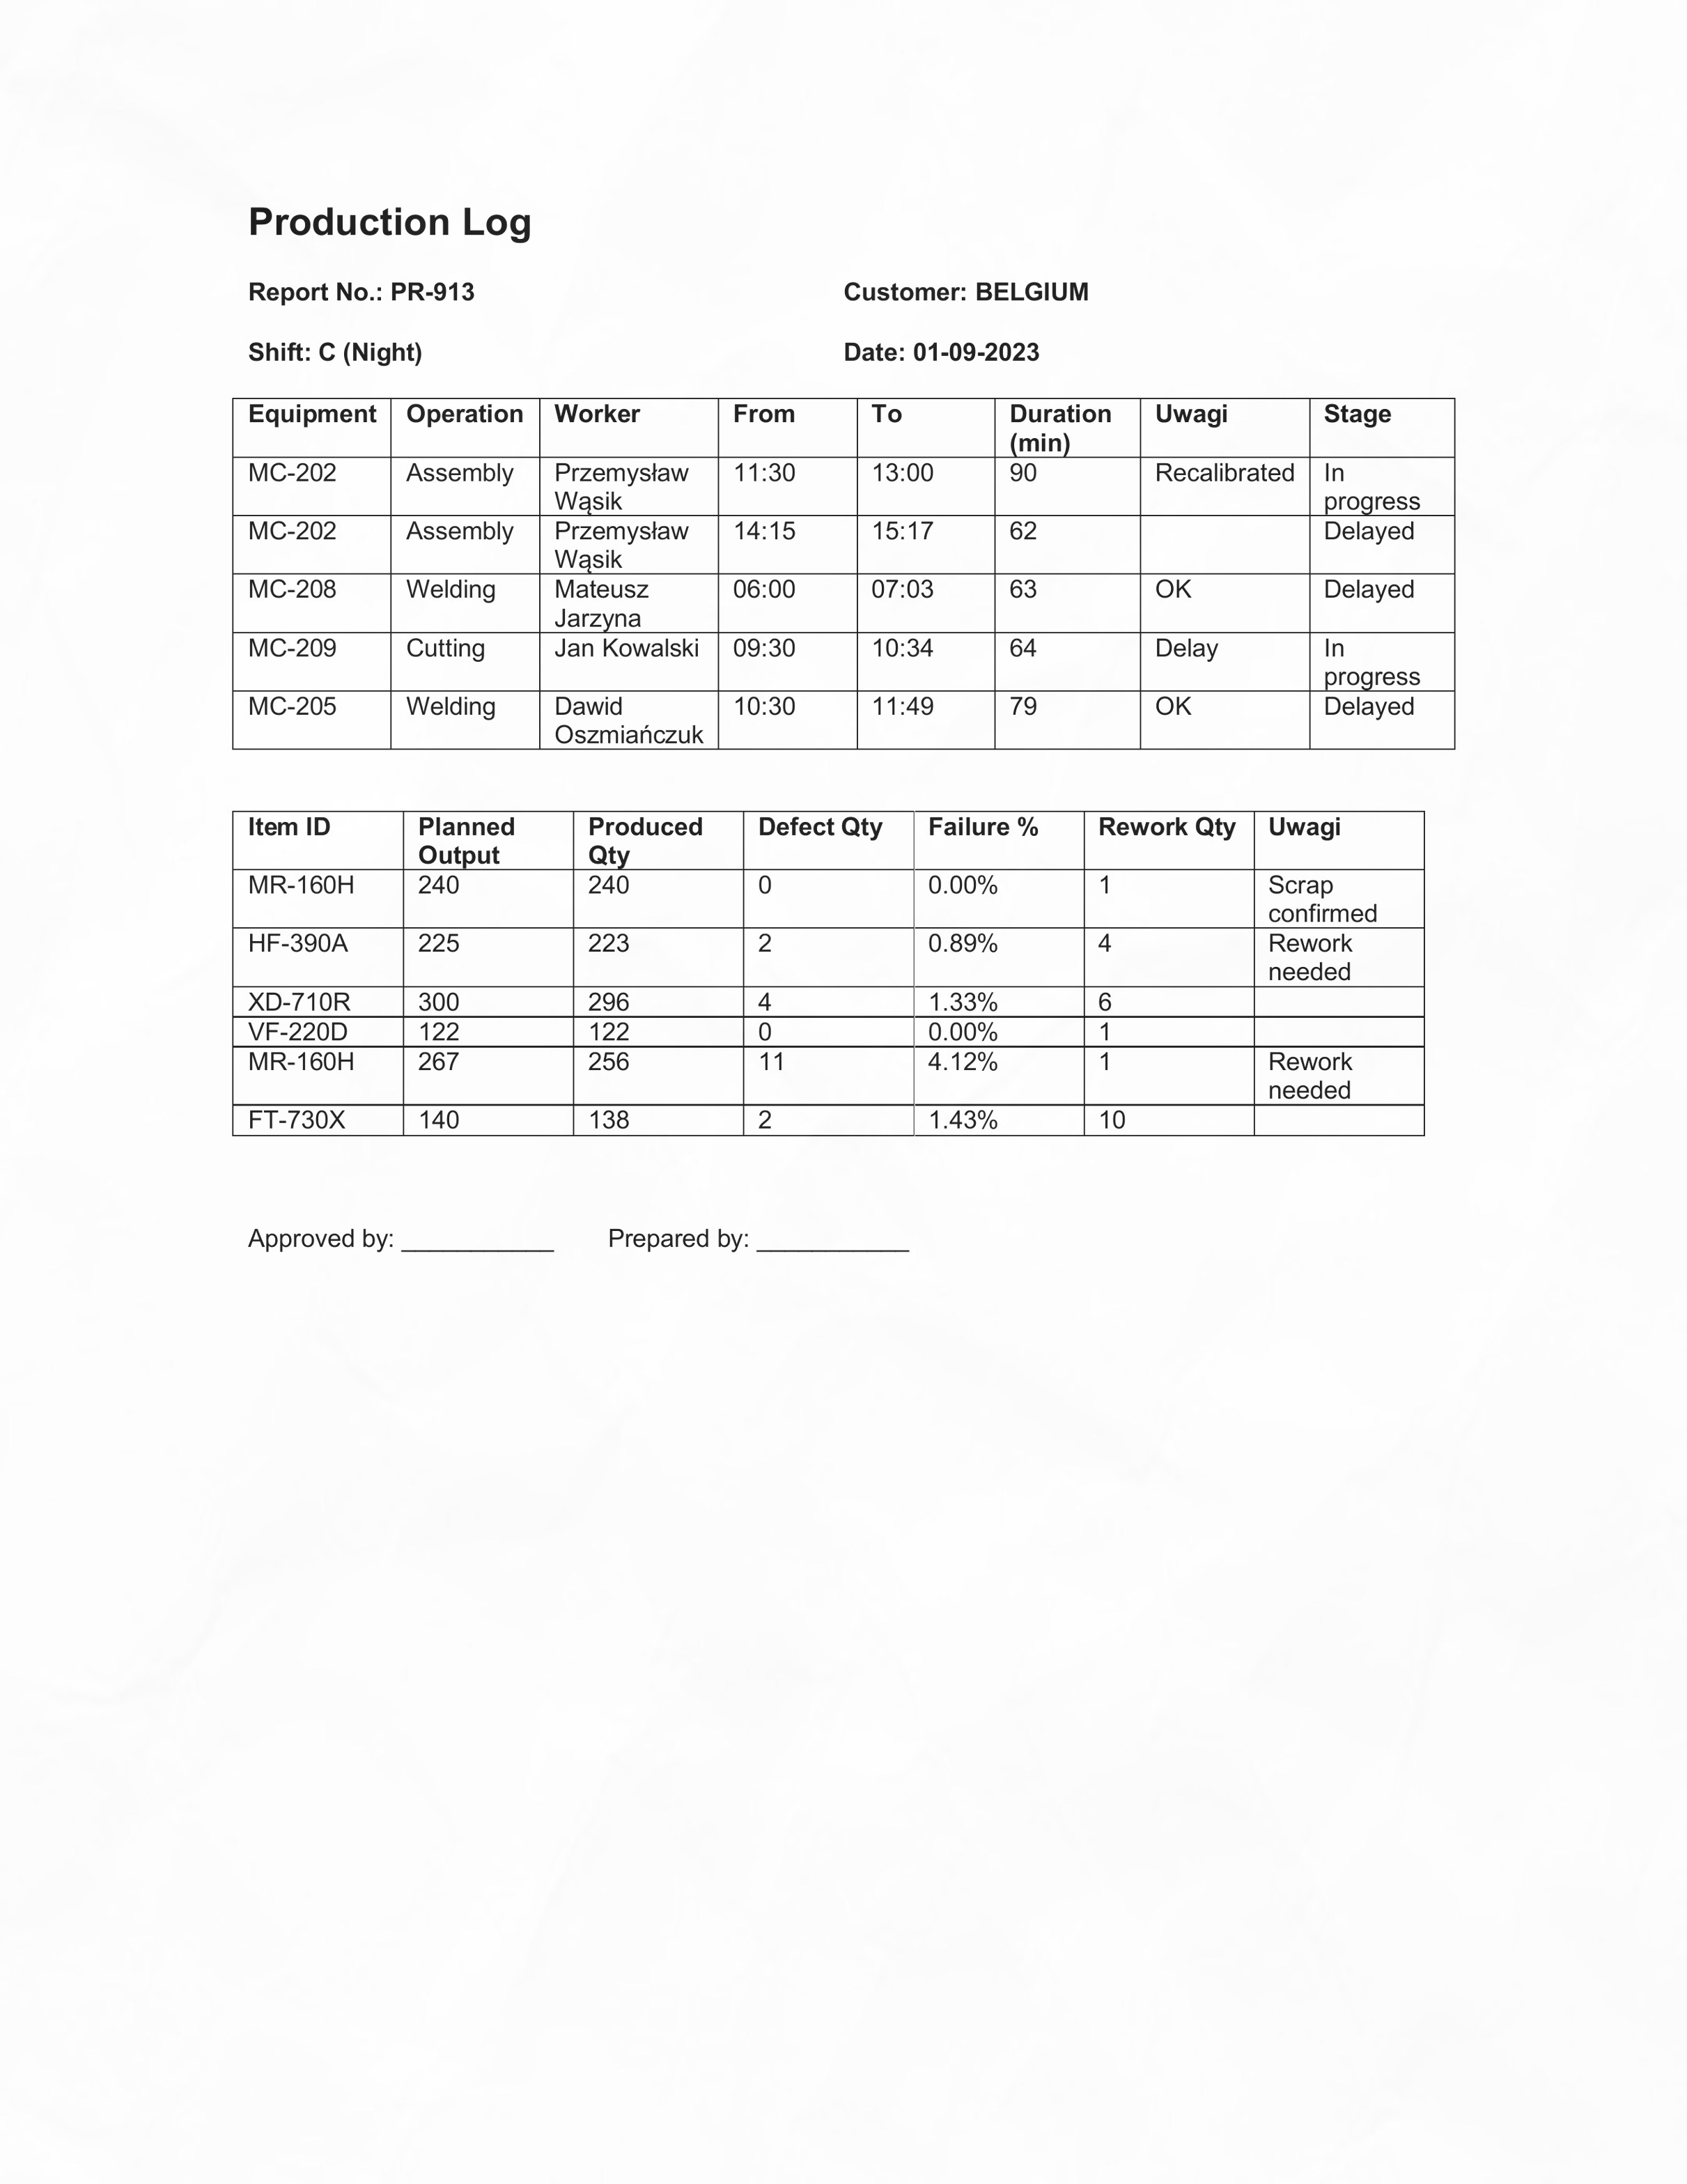 Production Log
Report No.: PR-913 Customer: BELGIUM
Shift: C (Night) Date: 01-09-2023
Equipment Operation Worker From To Duration (min) Uwagi Stage
MC-202 Assembly Przemysław Wąsik 11:30 13:00 90 Recalibrated In progress
MC-202 Assembly Przemysław Wąsik 14:15 15:17 62 Delayed
MC-208 Welding Mateusz Jarzyna 06:00 07:03 63 OK Delayed
MC-209 Cutting Jan Kowalski 09:30 10:34 64 Delay In progress
MC-205 Welding Dawid Oszmiańczuk 10:30 11:49 79 OK Delayed
Item ID Planned Output Produced Qty Defect Qty Failure % Rework Qty Uwagi
MR-160H 240 240 0 0.00% 1 Scrap confirmed
HF-390A 225 223 2 0.89% 4 Rework needed
XD-710R 300 296 4 1.33% 6
VF-220D 122 122 0 0.00% 1
MR-160H 267 256 11 4.12% 1 Rework needed
FT-730X 140 138 2 1.43% 10
Approved by: ___________ Prepared by: ___________